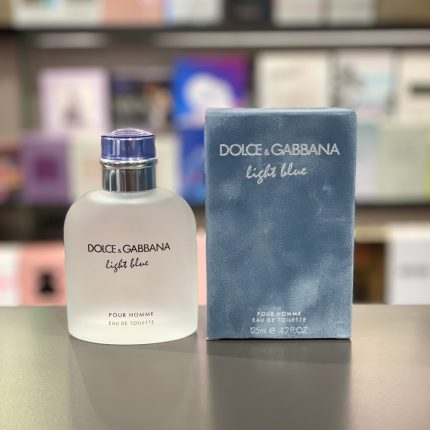 DOLCE & GABBANA
light blue
POUR HOMME
EAU DE TOILETTE
DOLCE & GABBANA
light blue
POUR HOMME
EAU DE TOILETTE
125ml ℮ 4.2 FL.OZ.